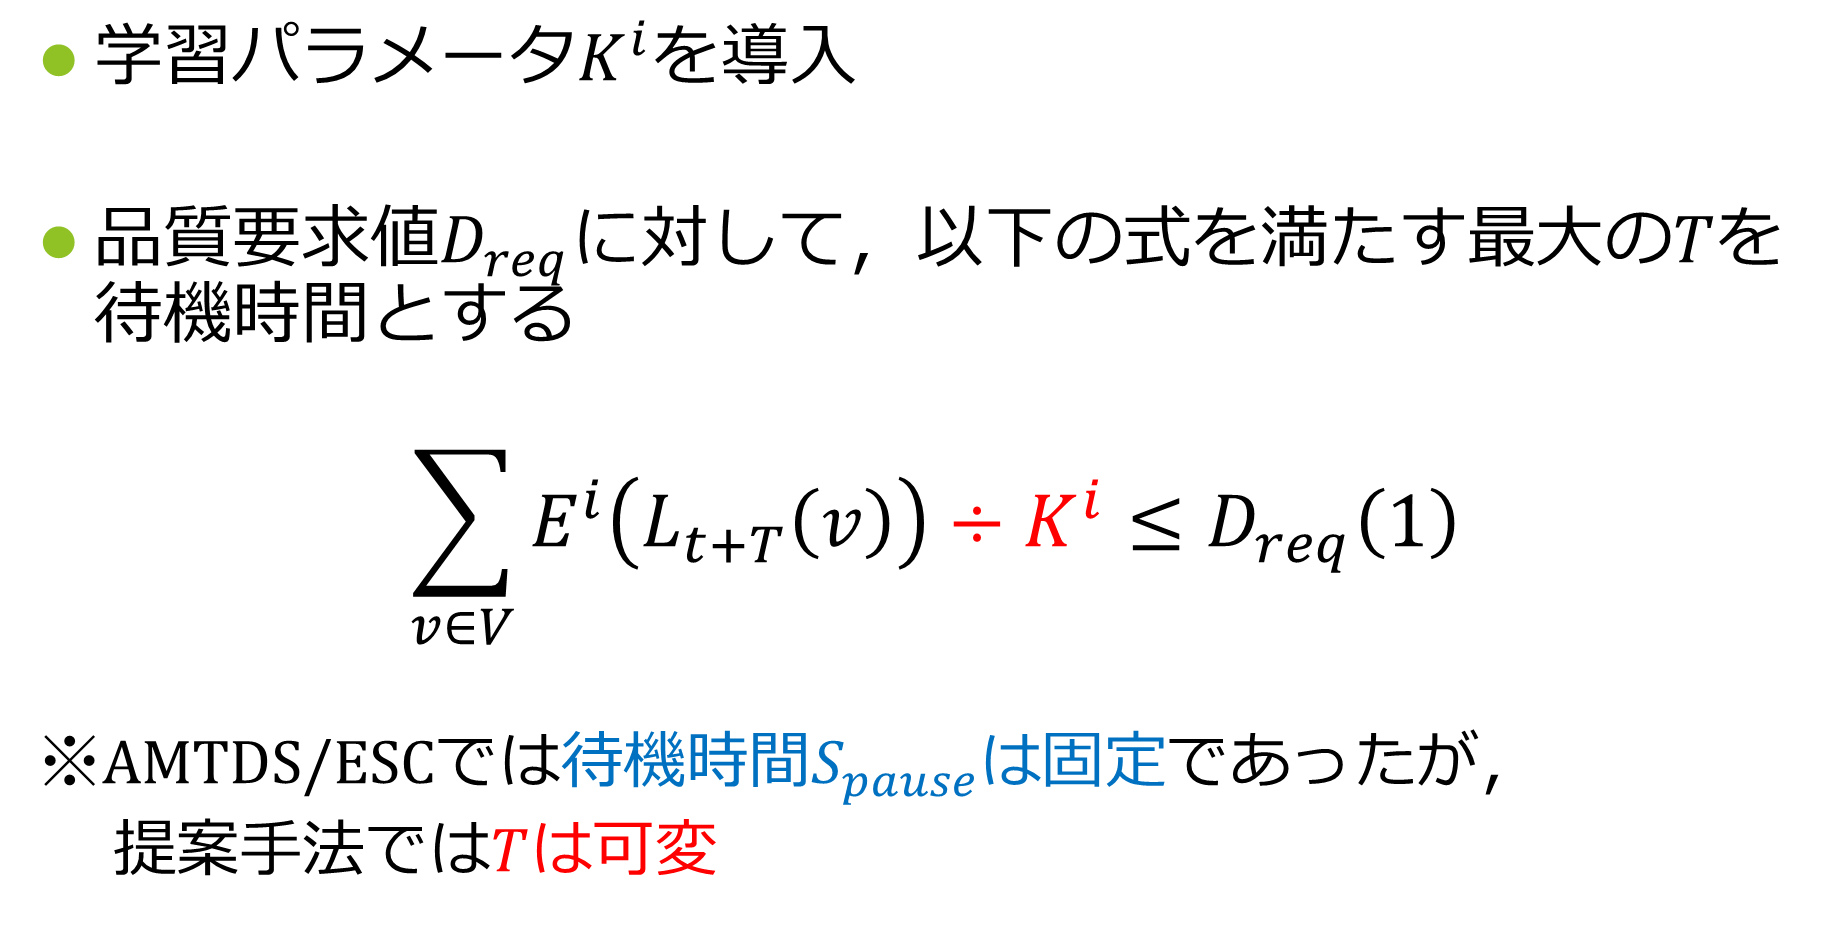 ● 学習パラメータKⁱを導入
● 品質要求値D_reqに対して，以下の式を満たす最大のTを
待機時間とする
∑_{v∈V} Eⁱ(L_{t+T}(v)) ÷ Kⁱ ≤ D_req(1)
※AMTDS/ESCでは待機時間S_pauseは固定であったが，
提案手法ではTは可変